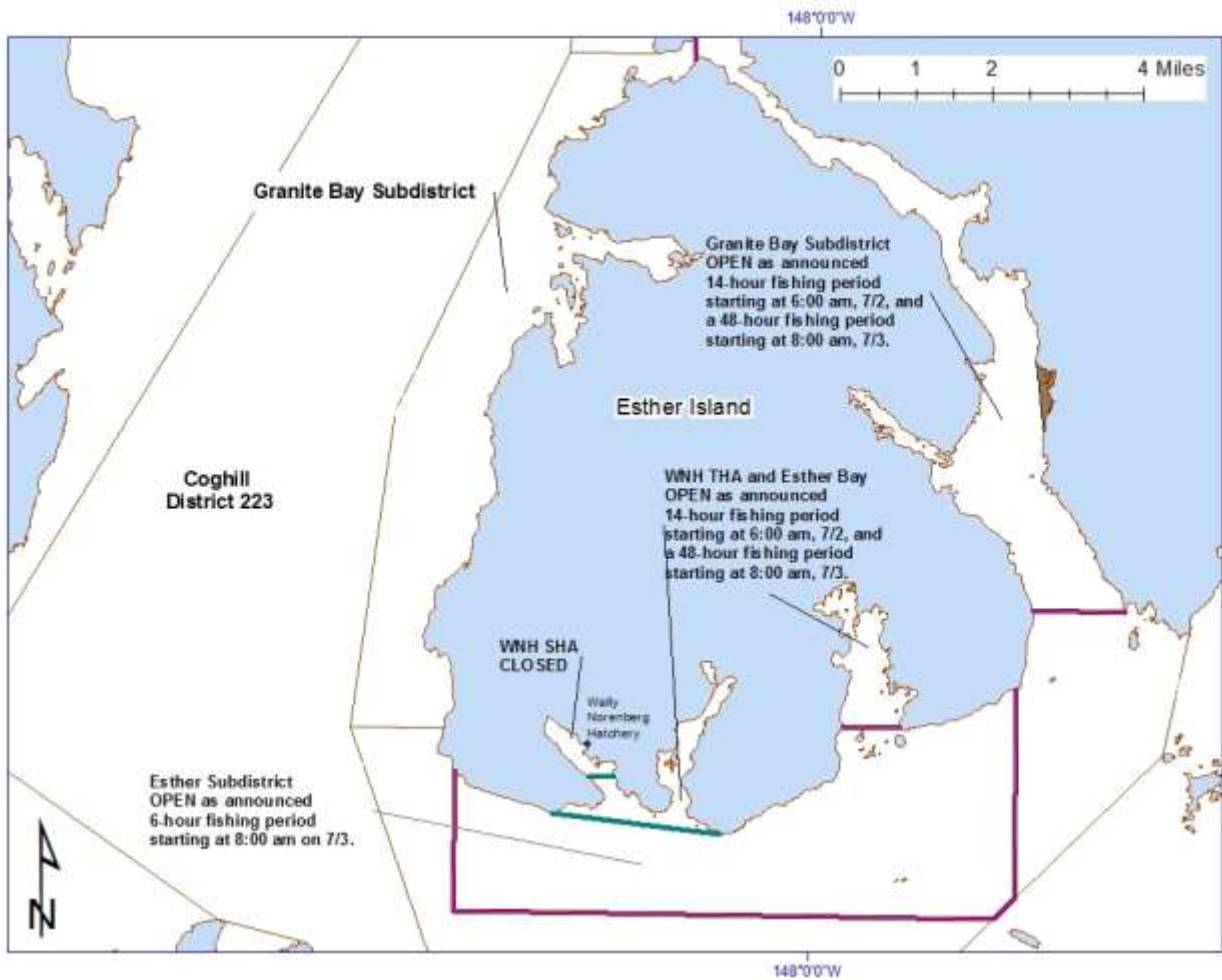 148°0'0"W
0 1 2 4 Miles
Granite Bay Subdistrict
Granite Bay Subdistrict
OPEN as announced
14-hour fishing period
starting at 6:00 am, 7/2, and
a 48-hour fishing period
starting at 8:00 am, 7/3.
Esther Island
Coghill
District 223
WNH THA and Esther Bay
OPEN as announced
14-hour fishing period
starting at 6:00 am, 7/2, and
a 48-hour fishing period
starting at 8:00 am, 7/3.
WNH SHA
CLOSED
Wally
Norenberg
Hatchery
Esther Subdistrict
OPEN as announced
6-hour fishing period
starting at 8:00 am on 7/3.
N
148°0'0"W